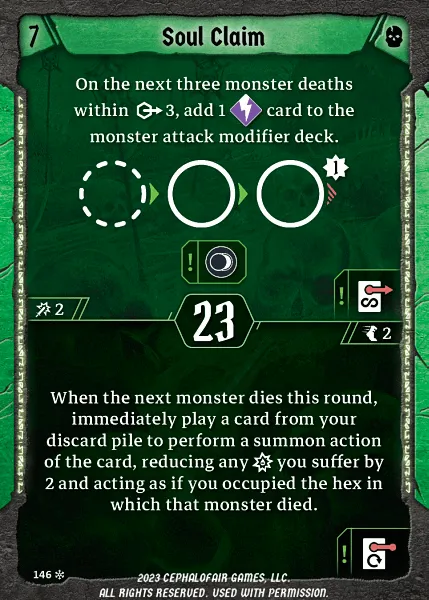 7
Soul Claim
On the next three monster deaths
within 3, add 1 card to the
monster attack modifier deck.
1
!
!
2
23
2
When the next monster dies this round,
immediately play a card from your
discard pile to perform a summon action
of the card, reducing any you suffer by
2 and acting as if you occupied the hex in
which that monster died.
!
146
2023 CEPHALOFAIR GAMES, LLC.
ALL RIGHTS RESERVED. USED WITH PERMISSION.